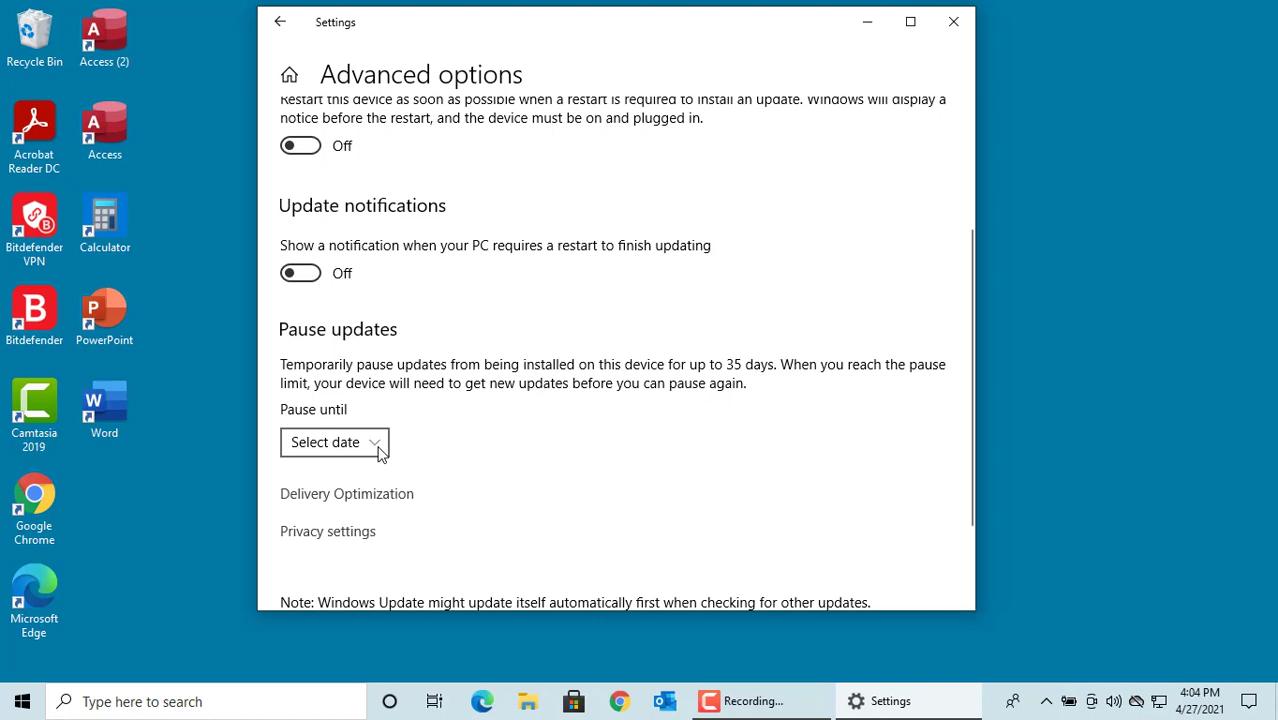 Settings
Advanced options
Restart this device as soon as possible when a restart is required to install an update. Windows will display a
notice before the restart, and the device must be on and plugged in.
Off
Update notifications
Show a notification when your PC requires a restart to finish updating
Off
Pause updates
Temporarily pause updates from being installed on this device for up to 35 days. When you reach the pause
limit, your device will need to get new updates before you can pause again.
Pause until
Select date
Delivery Optimization
Privacy settings
Note: Windows Update might update itself automatically first when checking for other updates.
Recycle Bin
Access (2)
Acrobat
Reader DC
Access
Bitdefender
VPN
Calculator
Bitdefender
PowerPoint
Camtasia
2019
Word
Google
Chrome
Microsoft
Edge
Type here to search
Recording...
Settings
4:04 PM
4/27/2021